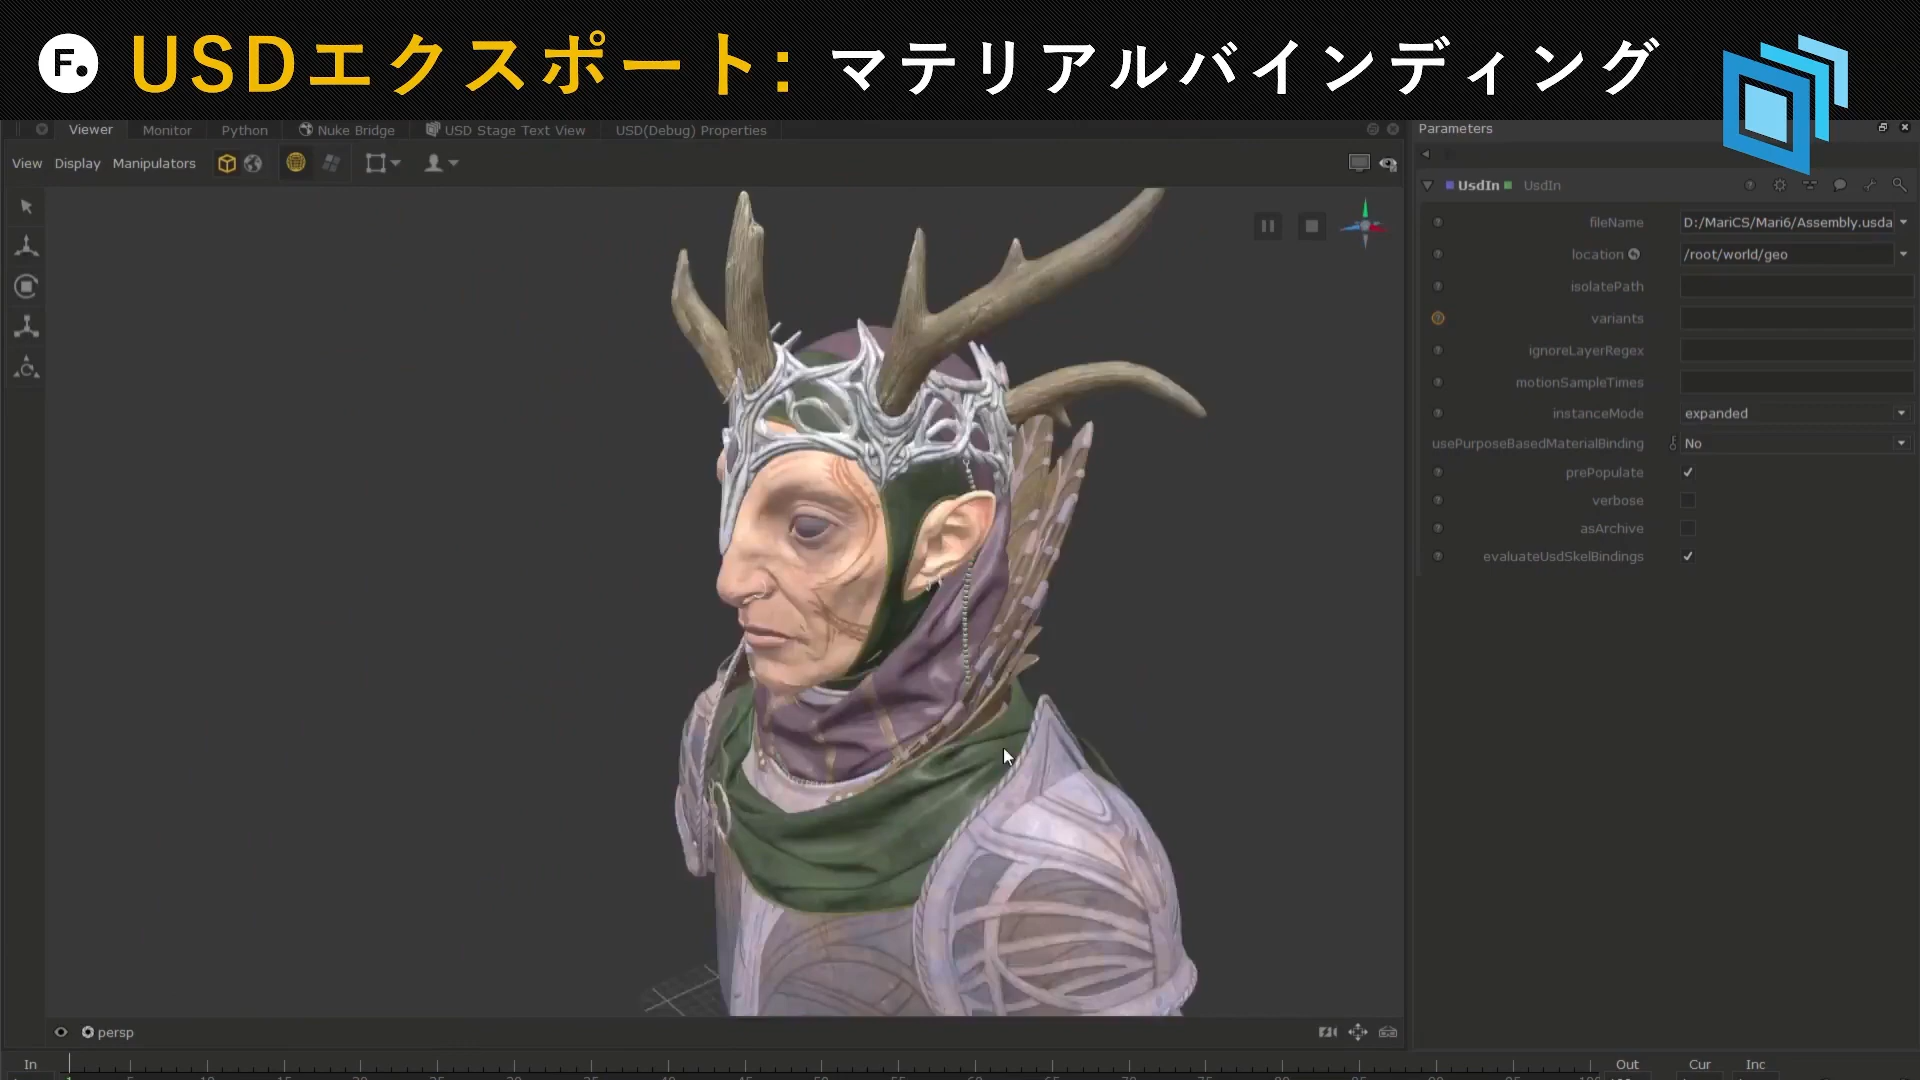 F. USDエクスポート: マテリアルバインディング
Viewer Monitor Python Nuke Bridge USD Stage Text View USD(Debug) Properties
Parameters
View Display Manipulators
UsdIn UsdIn
fileName D:/MariCS/Mari6/Assembly.usda
location /root/world/geo
isolatePath
variants
ignoreLayerRegex
motionSampleTimes
instanceMode expanded
usePurposeBasedMaterialBinding No
prePopulate
verbose
asArchive
evaluateUsdSkelBindings
persp
In Out Cur Inc